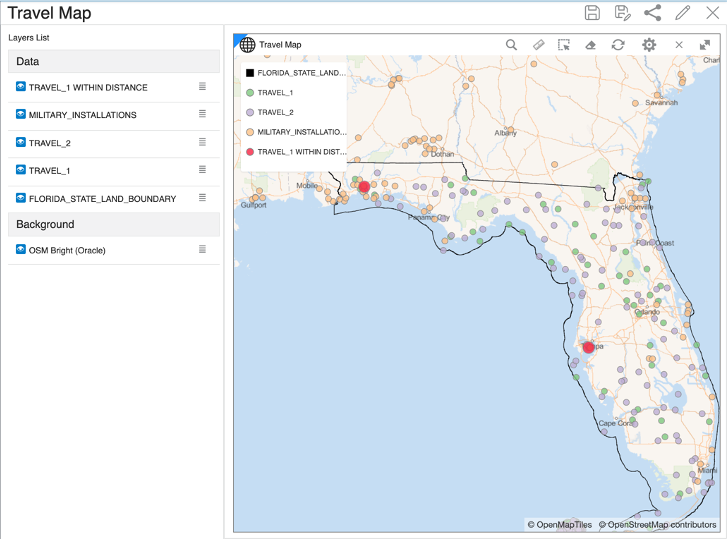 Travel Map
Layers List
Data
TRAVEL_1 WITHIN DISTANCE
MILITARY_INSTALLATIONS
TRAVEL_2
TRAVEL_1
FLORIDA_STATE_LAND_BOUNDARY
Background
OSM Bright (Oracle)
Travel Map
FLORIDA_STATE_LAND...
TRAVEL_1
TRAVEL_2
MILITARY_INSTALLATIO...
TRAVEL_1 WITHIN DIST...
Charl
Savannah
Albany
Dothan
Mobile
Gulfport
Panama City
Jacksonville
Palm Coast
Orlando
Tampa
Cape Coral
Miami
© OpenMapTiles © OpenStreetMap contributors